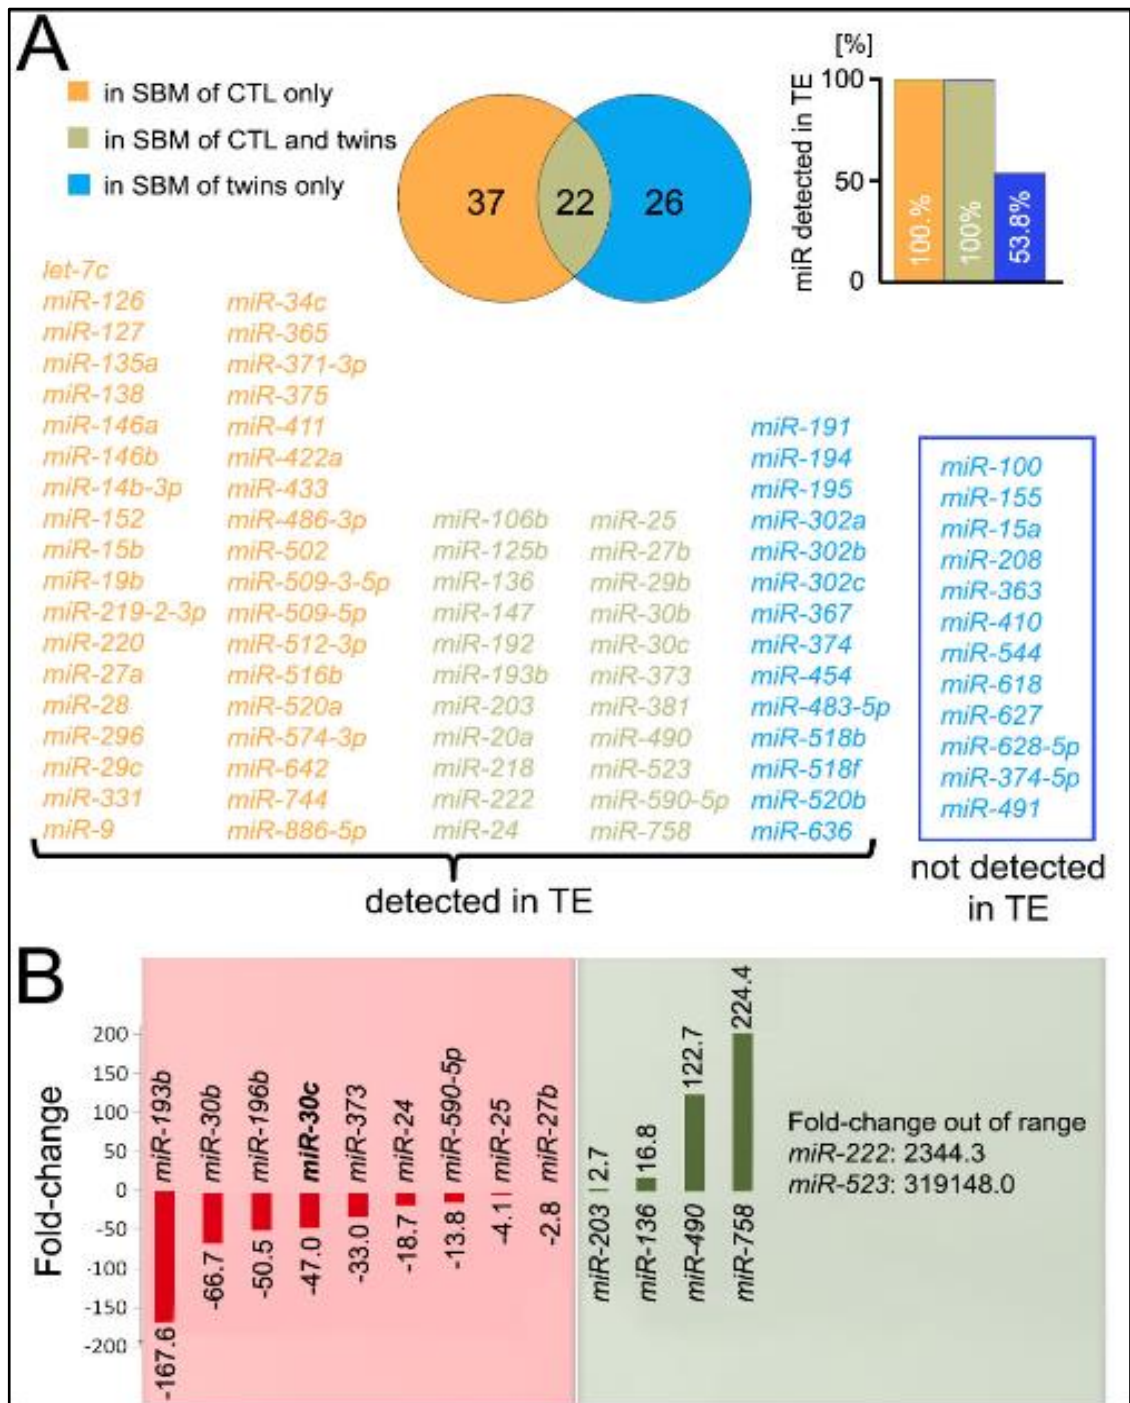 A
in SBM of CTL only
in SBM of CTL and twins
in SBM of twins only
37
22
26
[%]
miR detected in TE
100
50
0
100.%
100%
53.8%
let-7c
miR-126
miR-127
miR-135a
miR-138
miR-146a
miR-146b
miR-14b-3p
miR-152
miR-15b
miR-19b
miR-219-2-3p
miR-220
miR-27a
miR-28
miR-296
miR-29c
miR-331
miR-9
miR-34c
miR-365
miR-371-3p
miR-375
miR-411
miR-422a
miR-433
miR-486-3p
miR-502
miR-509-3-5p
miR-509-5p
miR-512-3p
miR-516b
miR-520a
miR-574-3p
miR-642
miR-744
miR-886-5p
miR-106b
miR-125b
miR-136
miR-147
miR-192
miR-193b
miR-203
miR-20a
miR-218
miR-222
miR-24
miR-25
miR-27b
miR-29b
miR-30b
miR-30c
miR-373
miR-381
miR-490
miR-523
miR-590-5p
miR-758
miR-191
miR-194
miR-195
miR-302a
miR-302b
miR-302c
miR-367
miR-374
miR-454
miR-483-5p
miR-518b
miR-518f
miR-520b
miR-636
miR-100
miR-155
miR-15a
miR-208
miR-363
miR-410
miR-544
miR-618
miR-627
miR-628-5p
miR-374-5p
miR-491
detected in TE
not detected
in TE
B
Fold-change
200
150
100
50
0
-50
-100
-150
-200
miR-193b
-167.6
miR-30b
-66.7
miR-196b
-50.5
miR-30c
-47.0
miR-373
-33.0
miR-24
-18.7
miR-590-5p
-13.8
miR-25
-4.1
miR-27b
-2.8
miR-203
2.7
miR-136
16.8
miR-490
122.7
miR-758
224.4
Fold-change out of range
miR-222: 2344.3
miR-523: 319148.0